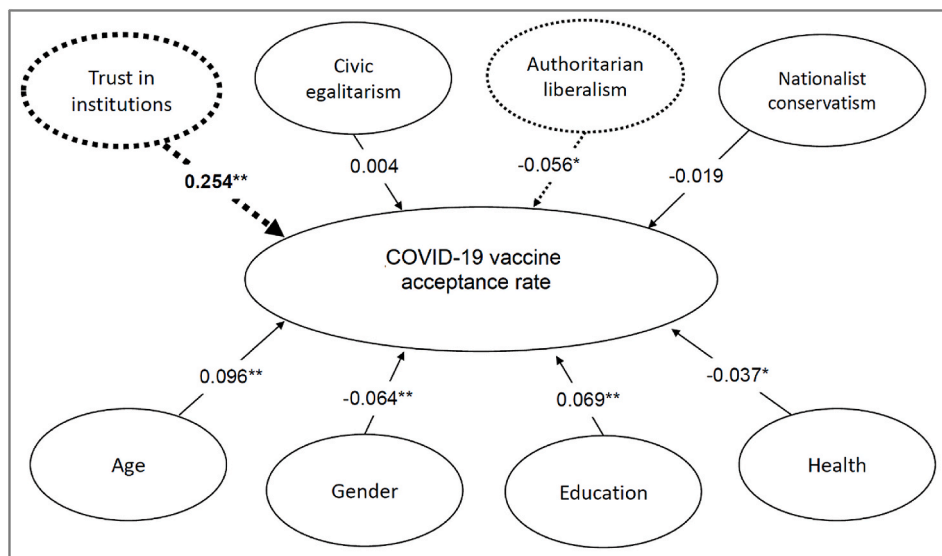 Trust in
institutions
Civic
egalitarism
Authoritarian
liberalism
Nationalist
conservatism
0.254**
0.004
-0.056*
-0.019
COVID-19 vaccine
acceptance rate
0.096**
-0.064**
0.069**
-0.037*
Age
Gender
Education
Health